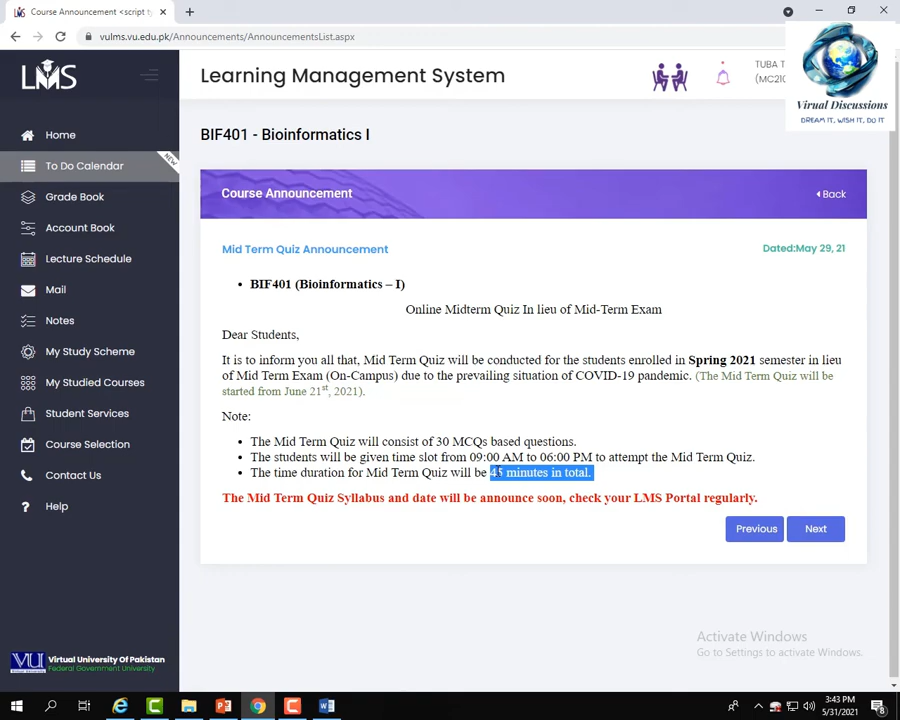 Course Announcement <script ty
vulms.vu.edu.pk/Announcements/AnnouncementsList.aspx
LMS
Learning Management System
TUBA T
(MC210
Virual Discussions
DREAM IT, WISH IT, DO IT
Home
To Do Calendar
NEW
Grade Book
Account Book
Lecture Schedule
Mail
Notes
My Study Scheme
My Studied Courses
Student Services
Course Selection
Contact Us
Help
BIF401 - Bioinformatics I
Course Announcement
Back
Mid Term Quiz Announcement
Dated:May 29, 21
• BIF401 (Bioinformatics – I)
Online Midterm Quiz In lieu of Mid-Term Exam
Dear Students,
It is to inform you all that, Mid Term Quiz will be conducted for the students enrolled in Spring 2021 semester in lieu
of Mid Term Exam (On-Campus) due to the prevailing situation of COVID-19 pandemic. (The Mid Term Quiz will be
started from June 21st, 2021).
Note:
• The Mid Term Quiz will consist of 30 MCQs based questions.
• The students will be given time slot from 09:00 AM to 06:00 PM to attempt the Mid Term Quiz.
• The time duration for Mid Term Quiz will be 45 minutes in total.
The Mid Term Quiz Syllabus and date will be announce soon, check your LMS Portal regularly.
Previous
Next
Activate Windows
Go to Settings to activate Windows.
VU
Virtual University Of Pakistan
Federal Government University
3:43 PM
5/31/2021
8